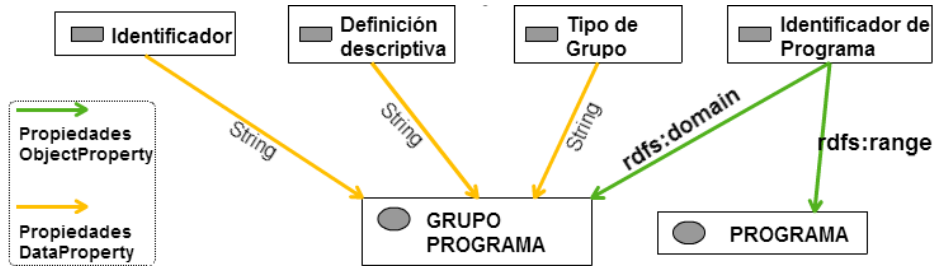 Identificador
Definición
descriptiva
Tipo de
Grupo
Identificador de
Programa
Propiedades
ObjectProperty
Propiedades
DataProperty
String
String
String
rdfs:domain
rdfs:range
GRUPO
PROGRAMA
PROGRAMA